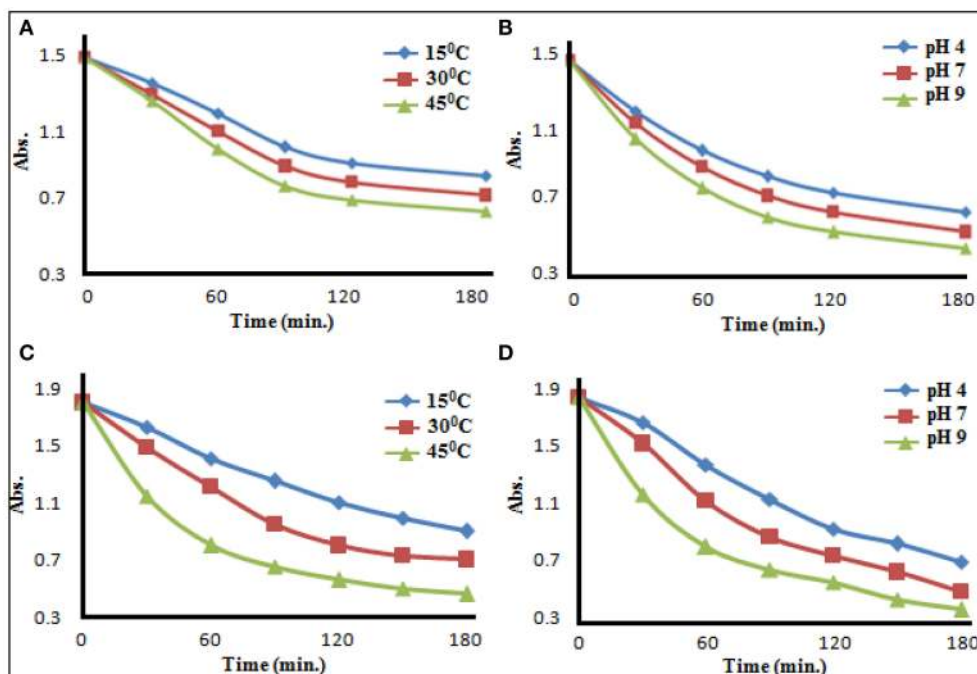 A
1.5
1.1
0.7
0.3
Abs.
0 60 120 180
Time (min.)
15⁰C
30⁰C
45⁰C
B
1.5
1.1
0.7
0.3
Abs.
0 60 120 180
Time (min.)
pH 4
pH 7
pH 9
C
1.9
1.5
1.1
0.7
0.3
Abs.
0 60 120 180
Time (min.)
15⁰C
30⁰C
45⁰C
D
1.9
1.5
1.1
0.7
0.3
Abs.
0 60 120 180
Time (min.)
pH 4
pH 7
pH 9